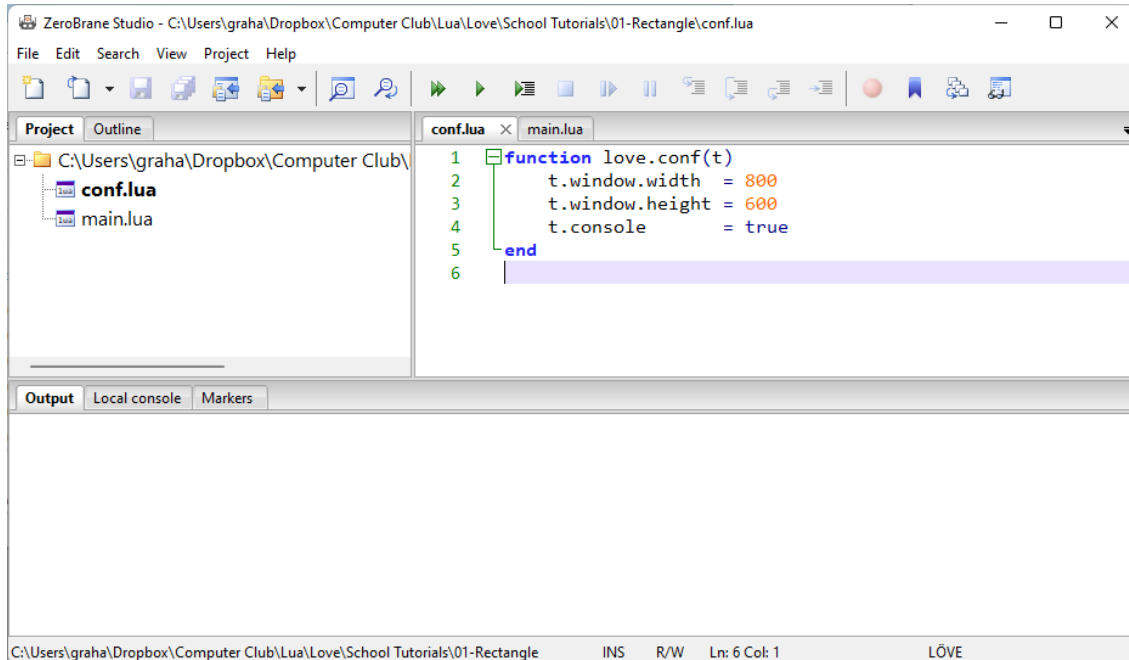 ZeroBrane Studio - C:\Users\graha\Dropbox\Computer Club\Lua\Love\School Tutorials\01-Rectangle\conf.lua
File Edit Search View Project Help
Project Outline
C:\Users\graha\Dropbox\Computer Club\
conf.lua
main.lua
conf.lua main.lua
1 function love.conf(t)
2 t.window.width = 800
3 t.window.height = 600
4 t.console = true
5 end
6
Output Local console Markers
C:\Users\graha\Dropbox\Computer Club\Lua\Love\School Tutorials\01-Rectangle INS R/W Ln: 6 Col: 1 LÖVE